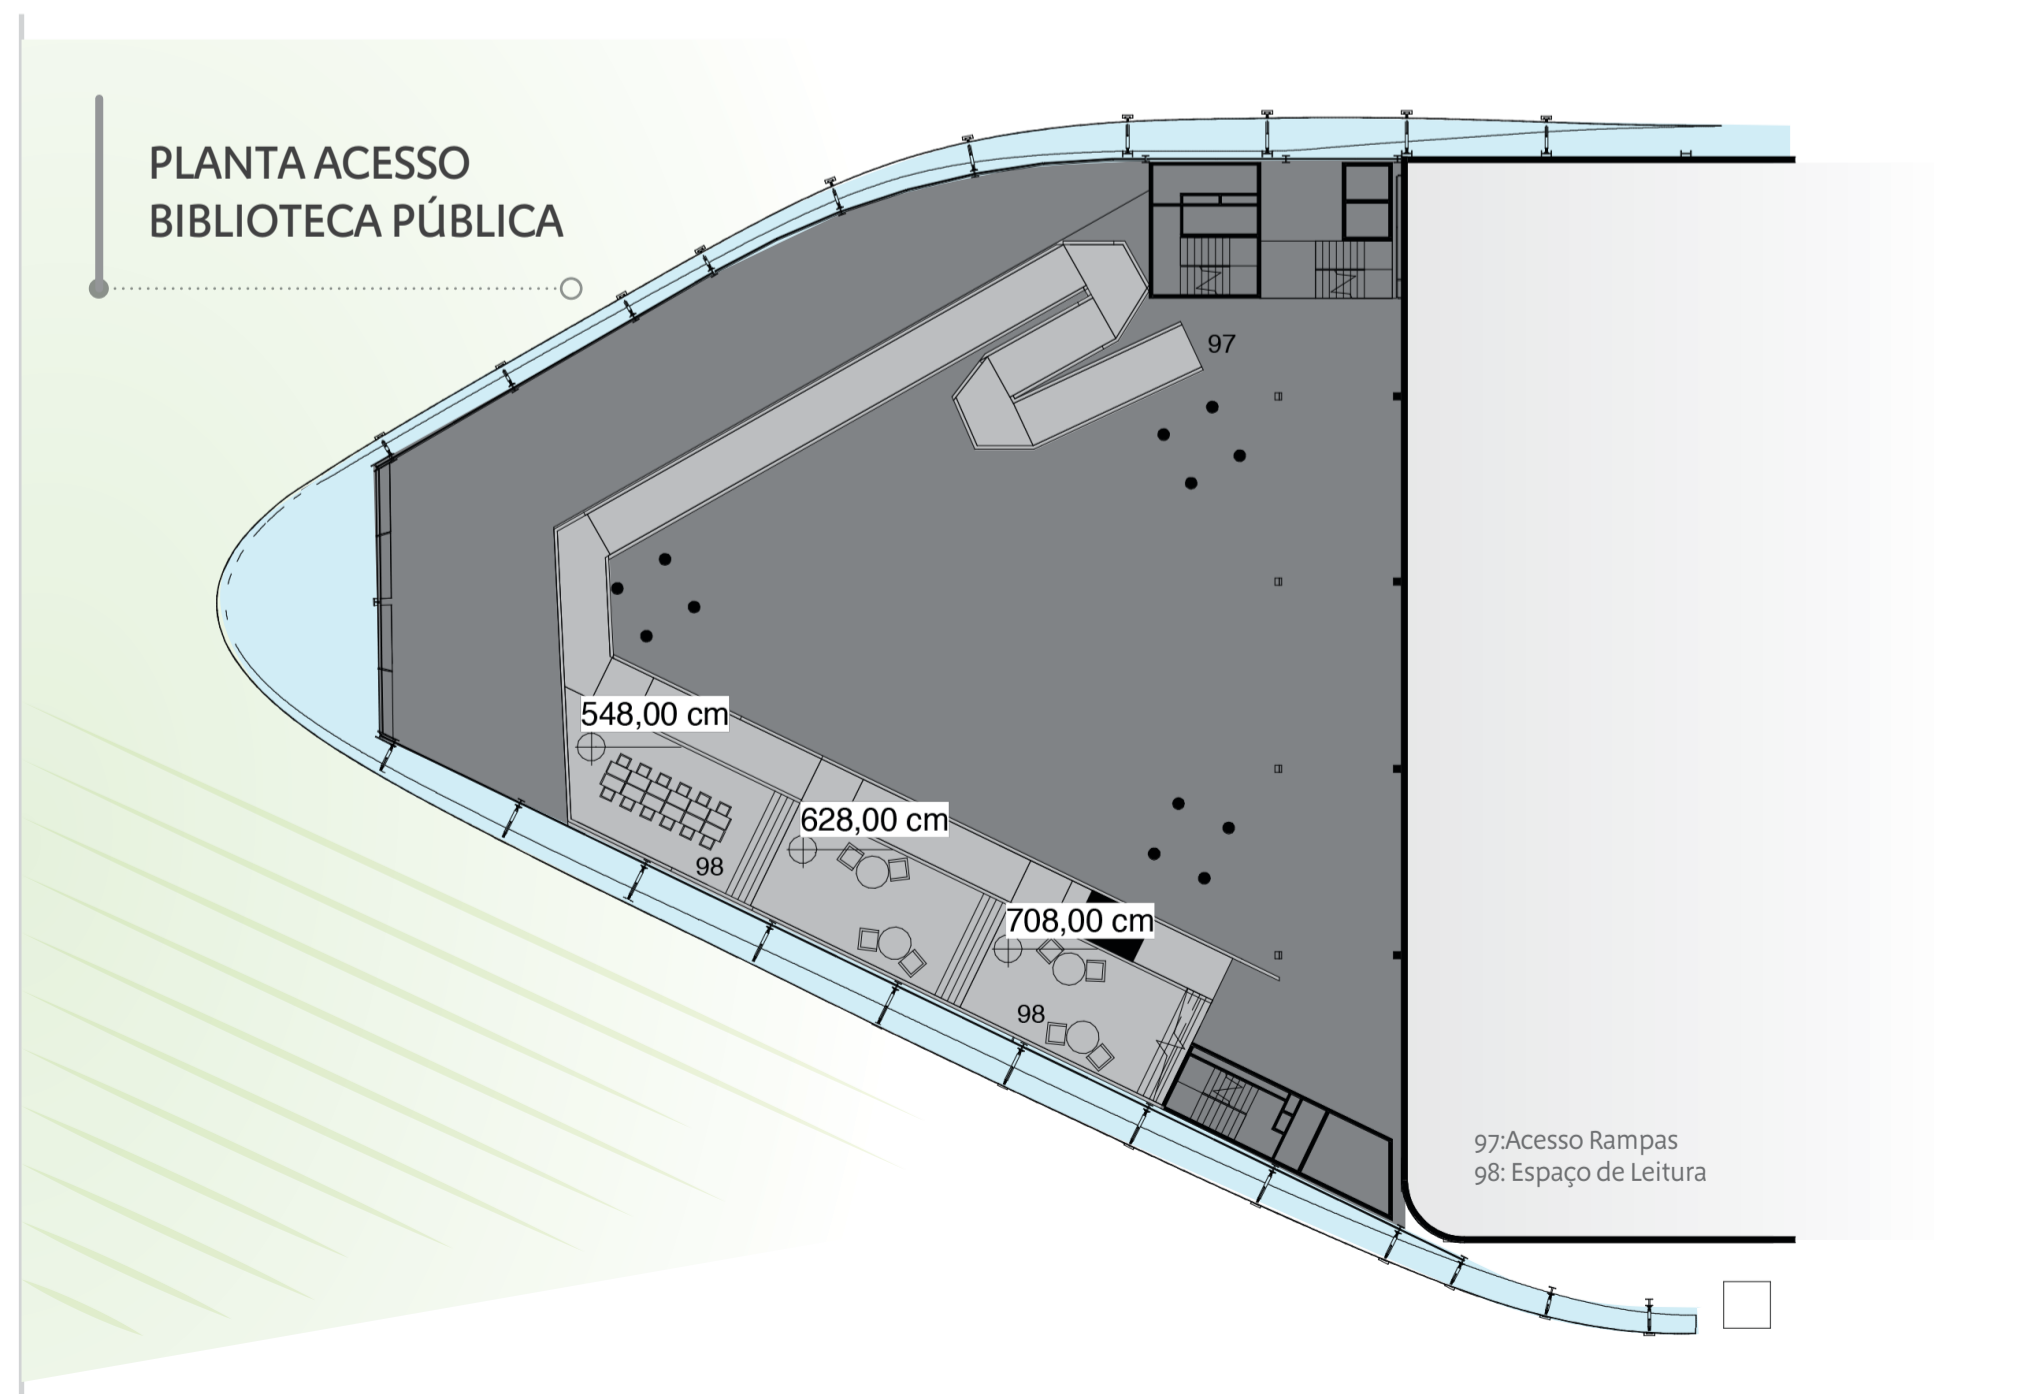 PLANTA ACESSO
BIBLIOTECA PÚBLICA
97
548,00 cm
628,00 cm
98
708,00 cm
98
97:Acesso Rampas
98: Espaço de Leitura